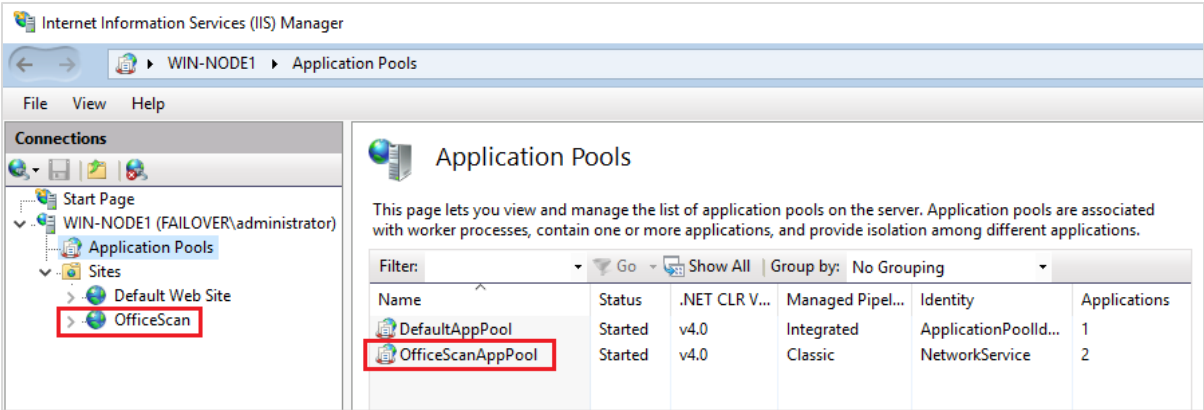 Internet Information Services (IIS) Manager
WIN-NODE1 Application Pools
File View Help
Connections
Start Page
WIN-NODE1 (FAILOVER\administrator)
Application Pools
Sites
Default Web Site
OfficeScan
Application Pools
This page lets you view and manage the list of application pools on the server. Application pools are associated
with worker processes, contain one or more applications, and provide isolation among different applications.
Filter: Go Show All Group by: No Grouping
Name Status .NET CLR V... Managed Pipel... Identity Applications
DefaultAppPool Started v4.0 Integrated ApplicationPoolId... 1
OfficeScanAppPool Started v4.0 Classic NetworkService 2